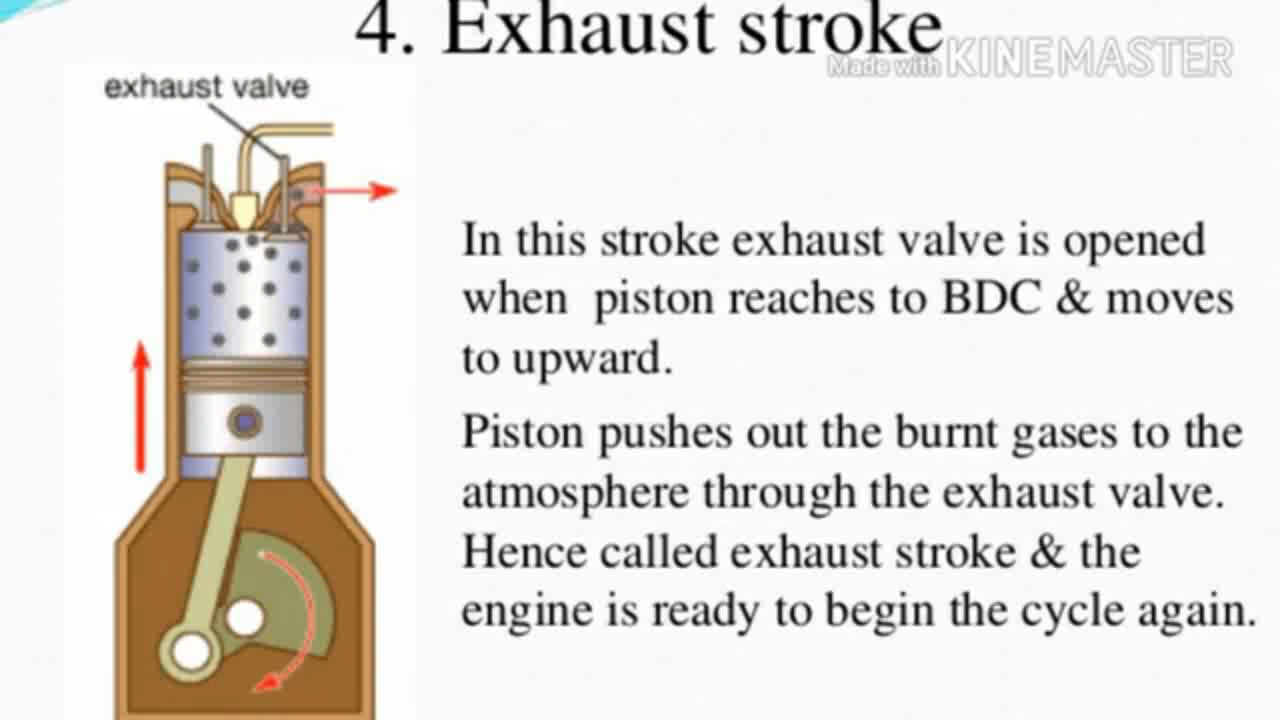 4. Exhaust stroke
Made with KINEMASTER
exhaust valve
In this stroke exhaust valve is opened
when piston reaches to BDC & moves
to upward.
Piston pushes out the burnt gases to the
atmosphere through the exhaust valve.
Hence called exhaust stroke & the
engine is ready to begin the cycle again.